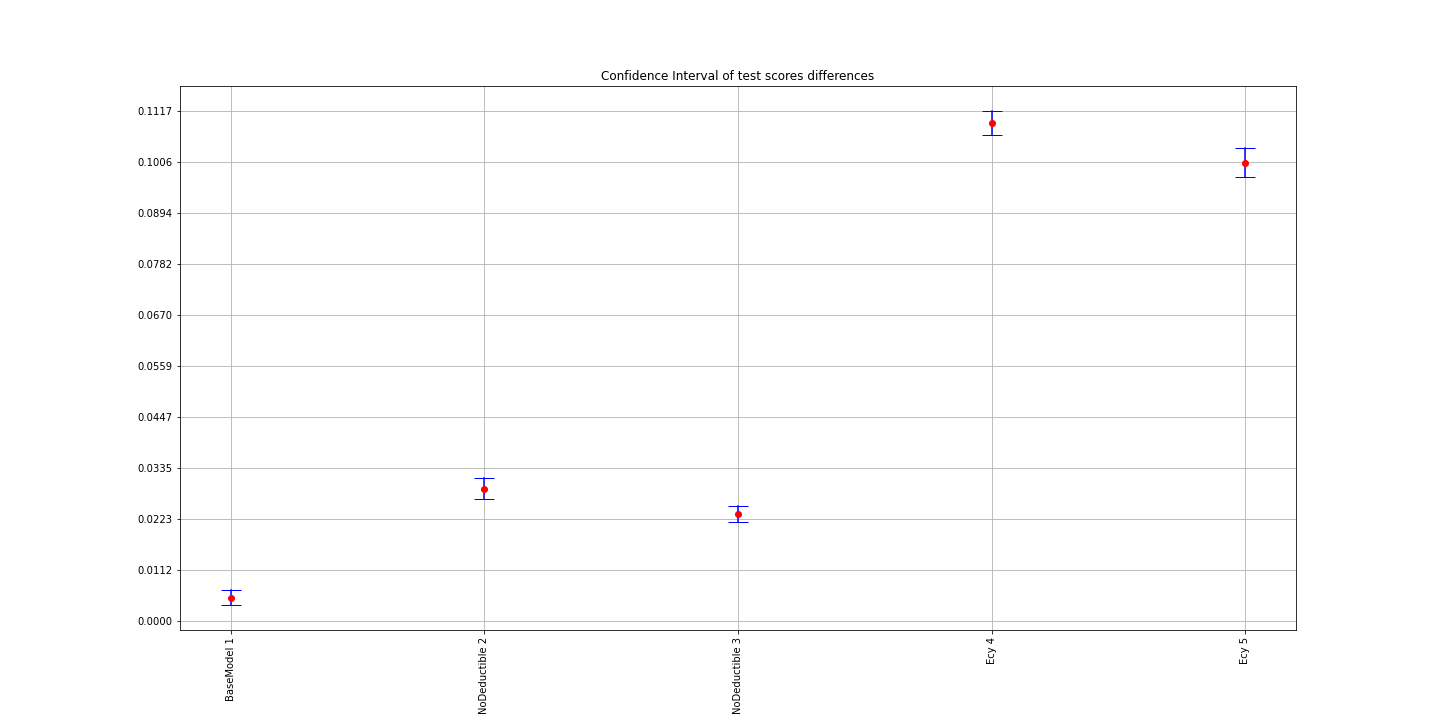 Confidence Interval of test scores differences
0.1117
0.1006
0.0894
0.0782
0.0670
0.0559
0.0447
0.0335
0.0223
0.0112
0.0000
BaseModel 1
NoDeductible 2
NoDeductible 3
Ecy 4
Ecy 5